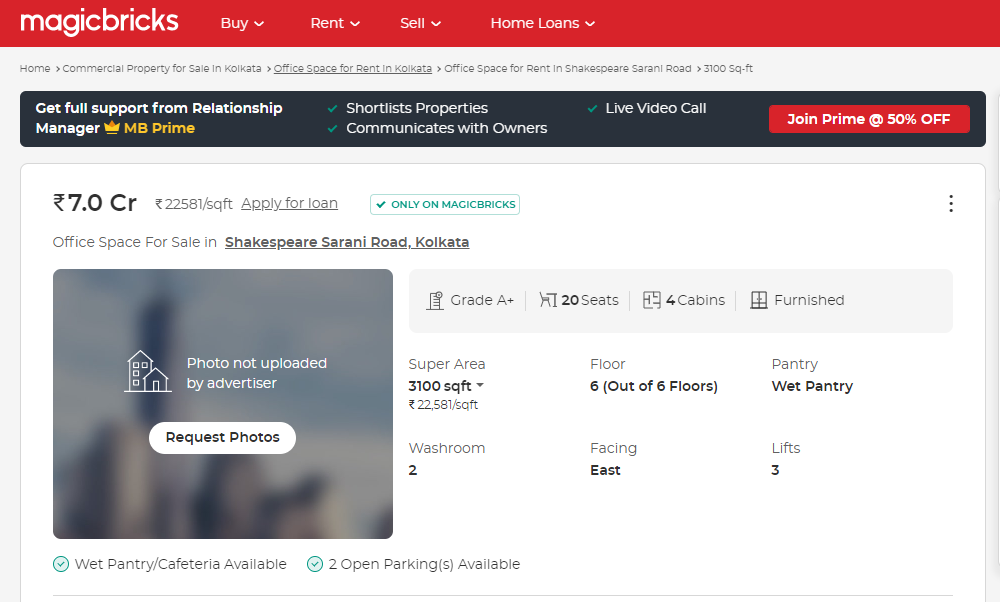 magicbricks
Buy
Rent
Sell
Home Loans
Home > Commercial Property for Sale in Kolkata > Office Space for Rent in Kolkata > Office Space for Rent in Shakespeare Sarani Road > 3100 Sq-ft
Get full support from Relationship
Manager MB Prime
Shortlists Properties
Communicates with Owners
Live Video Call
Join Prime @ 50% OFF
₹7.0 Cr ₹22581/sqft Apply for loan ONLY ON MAGICBRICKS
Office Space For Sale in Shakespeare Sarani Road, Kolkata
Photo not uploaded
by advertiser
Request Photos
Grade A+ 20 Seats 4 Cabins Furnished
Super Area
3100 sqft
₹22,581/sqft
Floor
6 (Out of 6 Floors)
Pantry
Wet Pantry
Washroom
2
Facing
East
Lifts
3
Wet Pantry/Cafeteria Available
2 Open Parking(s) Available